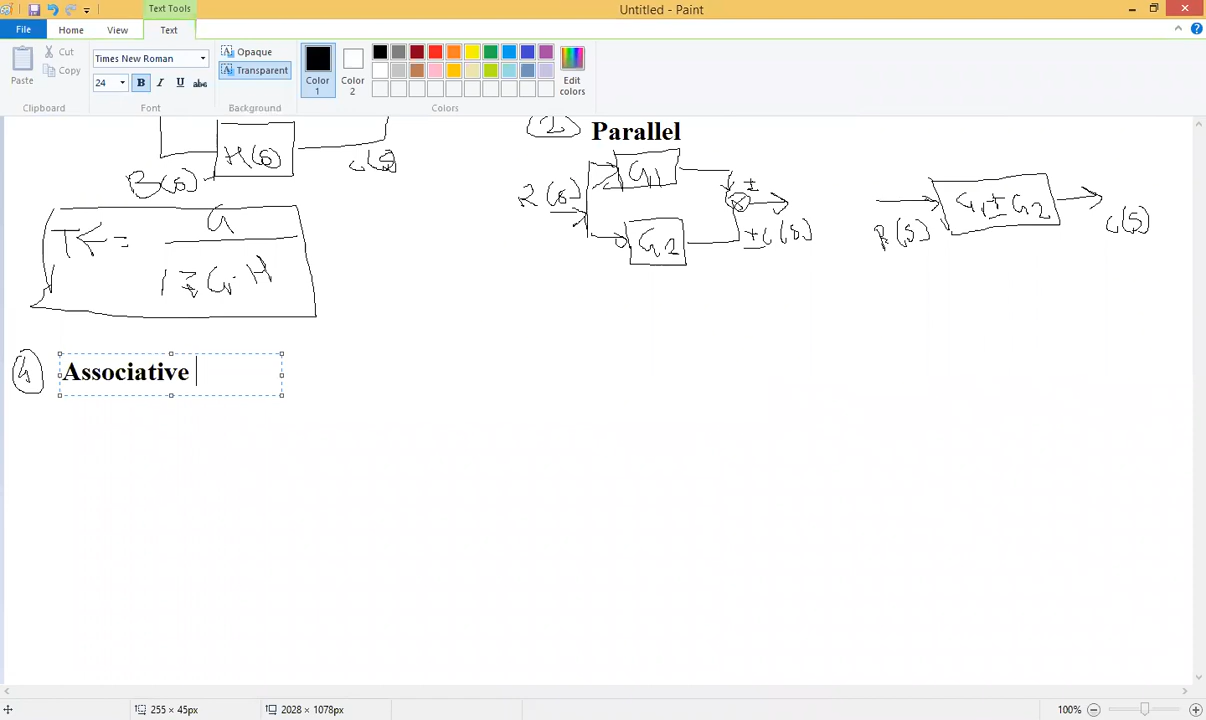 Text Tools
Untitled - Paint
File
Home
View
Text
Cut
Copy
Paste
Clipboard
Times New Roman
24
B I U abc
Font
Opaque
Transparent
Background
Color 1
Color 2
Edit colors
Colors
H(s)
C(s)
B(s)
G
1 ∓ G H
2
Parallel
R(s)
G1
G2
±
± C(s)
R(s)
G1 ± G2
C(s)
4
Associative
255 × 45px
2028 × 1078px
100%